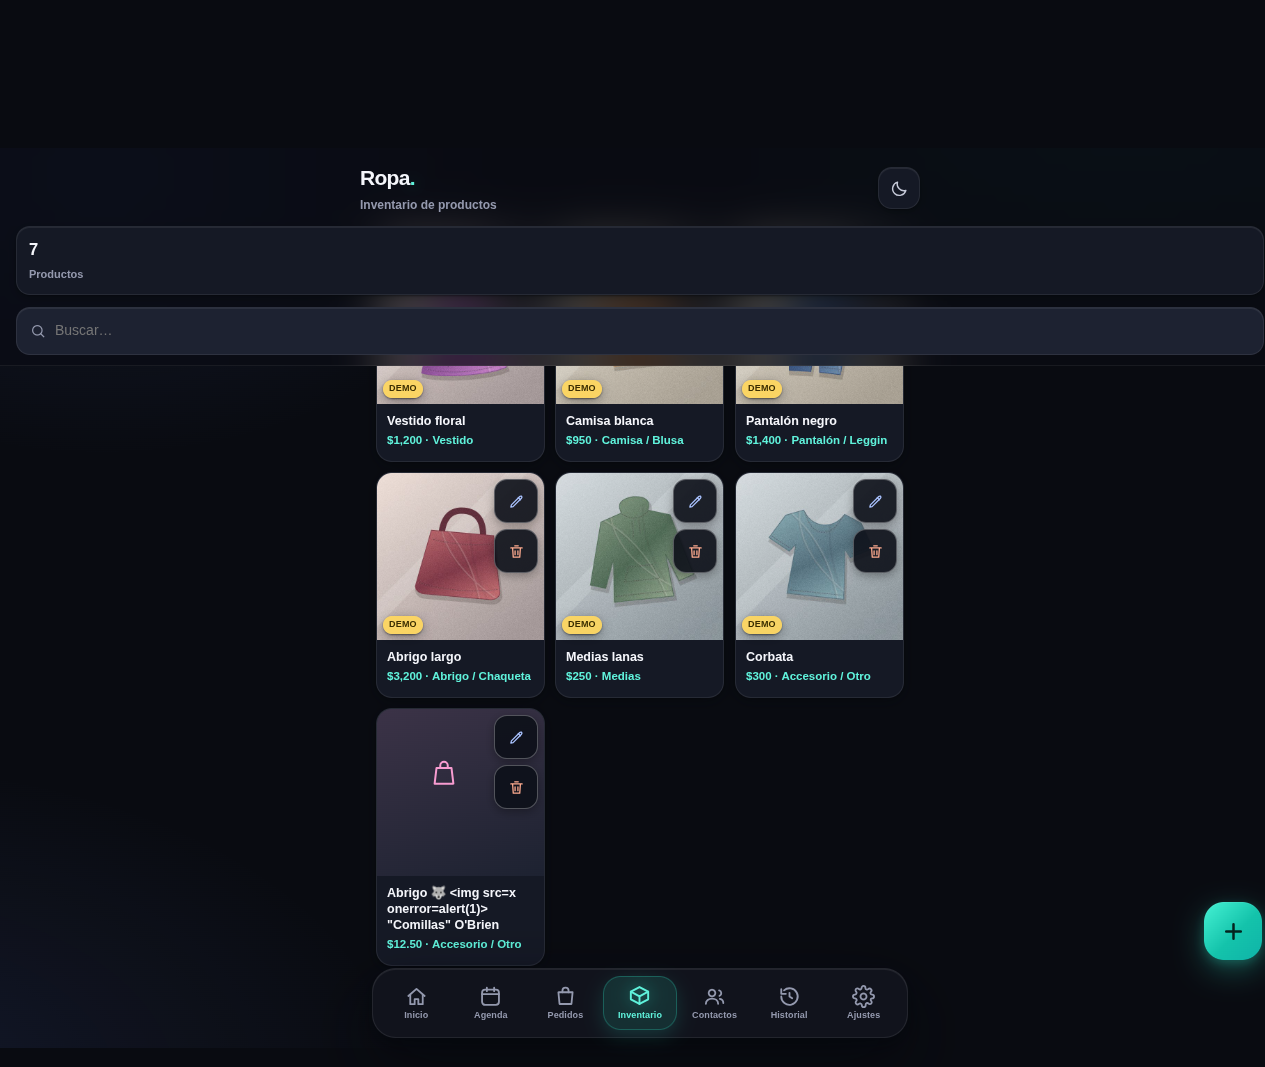 Ropa.
Inventario de productos
7
Productos
Buscar…
DEMO
DEMO
DEMO
Vestido floral
Camisa blanca
Pantalón negro
$1,200 · Vestido
$950 · Camisa / Blusa
$1,400 · Pantalón / Leggin
DEMO
DEMO
DEMO
Abrigo largo
Medias lanas
Corbata
$3,200 · Abrigo / Chaqueta
$250 · Medias
$300 · Accesorio / Otro
Abrigo 🐺 <img src=x
onerror=alert(1)>
"Comillas" O'Brien
$12.50 · Accesorio / Otro
Inicio
Agenda
Pedidos
Inventario
Contactos
Historial
Ajustes